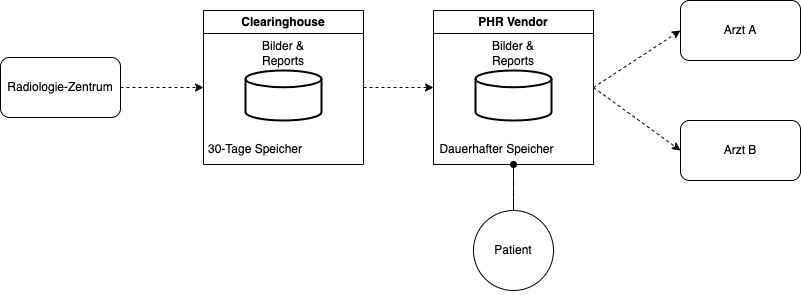 Radiologie-Zentrum
Clearinghouse
Bilder &
Reports
30-Tage Speicher
PHR Vendor
Bilder &
Reports
Dauerhafter Speicher
Patient
Arzt A
Arzt B